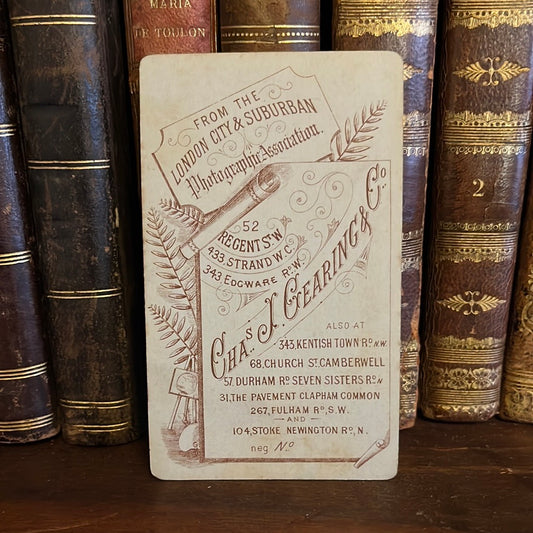 MARIA
DE TOULON
2
FROM THE
LONDON CITY & SUBURBAN
Photographic Association.
52
REGENT St. W
433, STRAND W.C.
343 EDGWARE Rd. W.
Chas. J. Gearing & Co.
ALSO AT
343, KENTISH TOWN Rd. N.W.
68, CHURCH St. CAMBERWELL
57, DURHAM Rd. SEVEN SISTERS Rd. N
31, THE PAVEMENT CLAPHAM COMMON
267, FULHAM Rd, S.W.
AND
104, STOKE NEWINGTON Rd, N.
neg No.